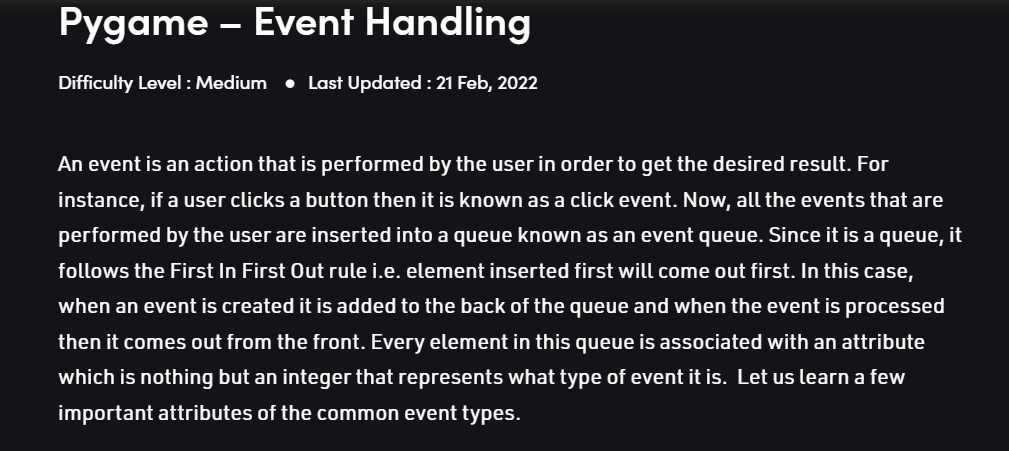 Pygame – Event Handling
Difficulty Level : Medium ● Last Updated : 21 Feb, 2022
An event is an action that is performed by the user in order to get the desired result. For
instance, if a user clicks a button then it is known as a click event. Now, all the events that are
performed by the user are inserted into a queue known as an event queue. Since it is a queue, it
follows the First In First Out rule i.e. element inserted first will come out first. In this case,
when an event is created it is added to the back of the queue and when the event is processed
then it comes out from the front. Every element in this queue is associated with an attribute
which is nothing but an integer that represents what type of event it is.  Let us learn a few
important attributes of the common event types.